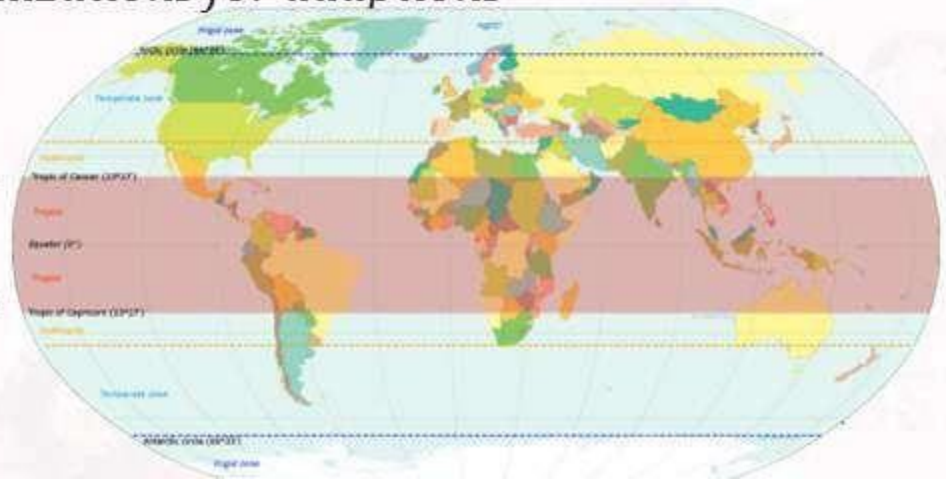 Frigid zone
Arctic circle (66°33')
Temperate zone
Subtropics
Tropic of Cancer (23°27')
Tropics
Equator (0°)
Tropics
Tropic of Capricorn (23°27')
Subtropics
Temperate zone
Antarctic circle (66°33')
Frigid zone